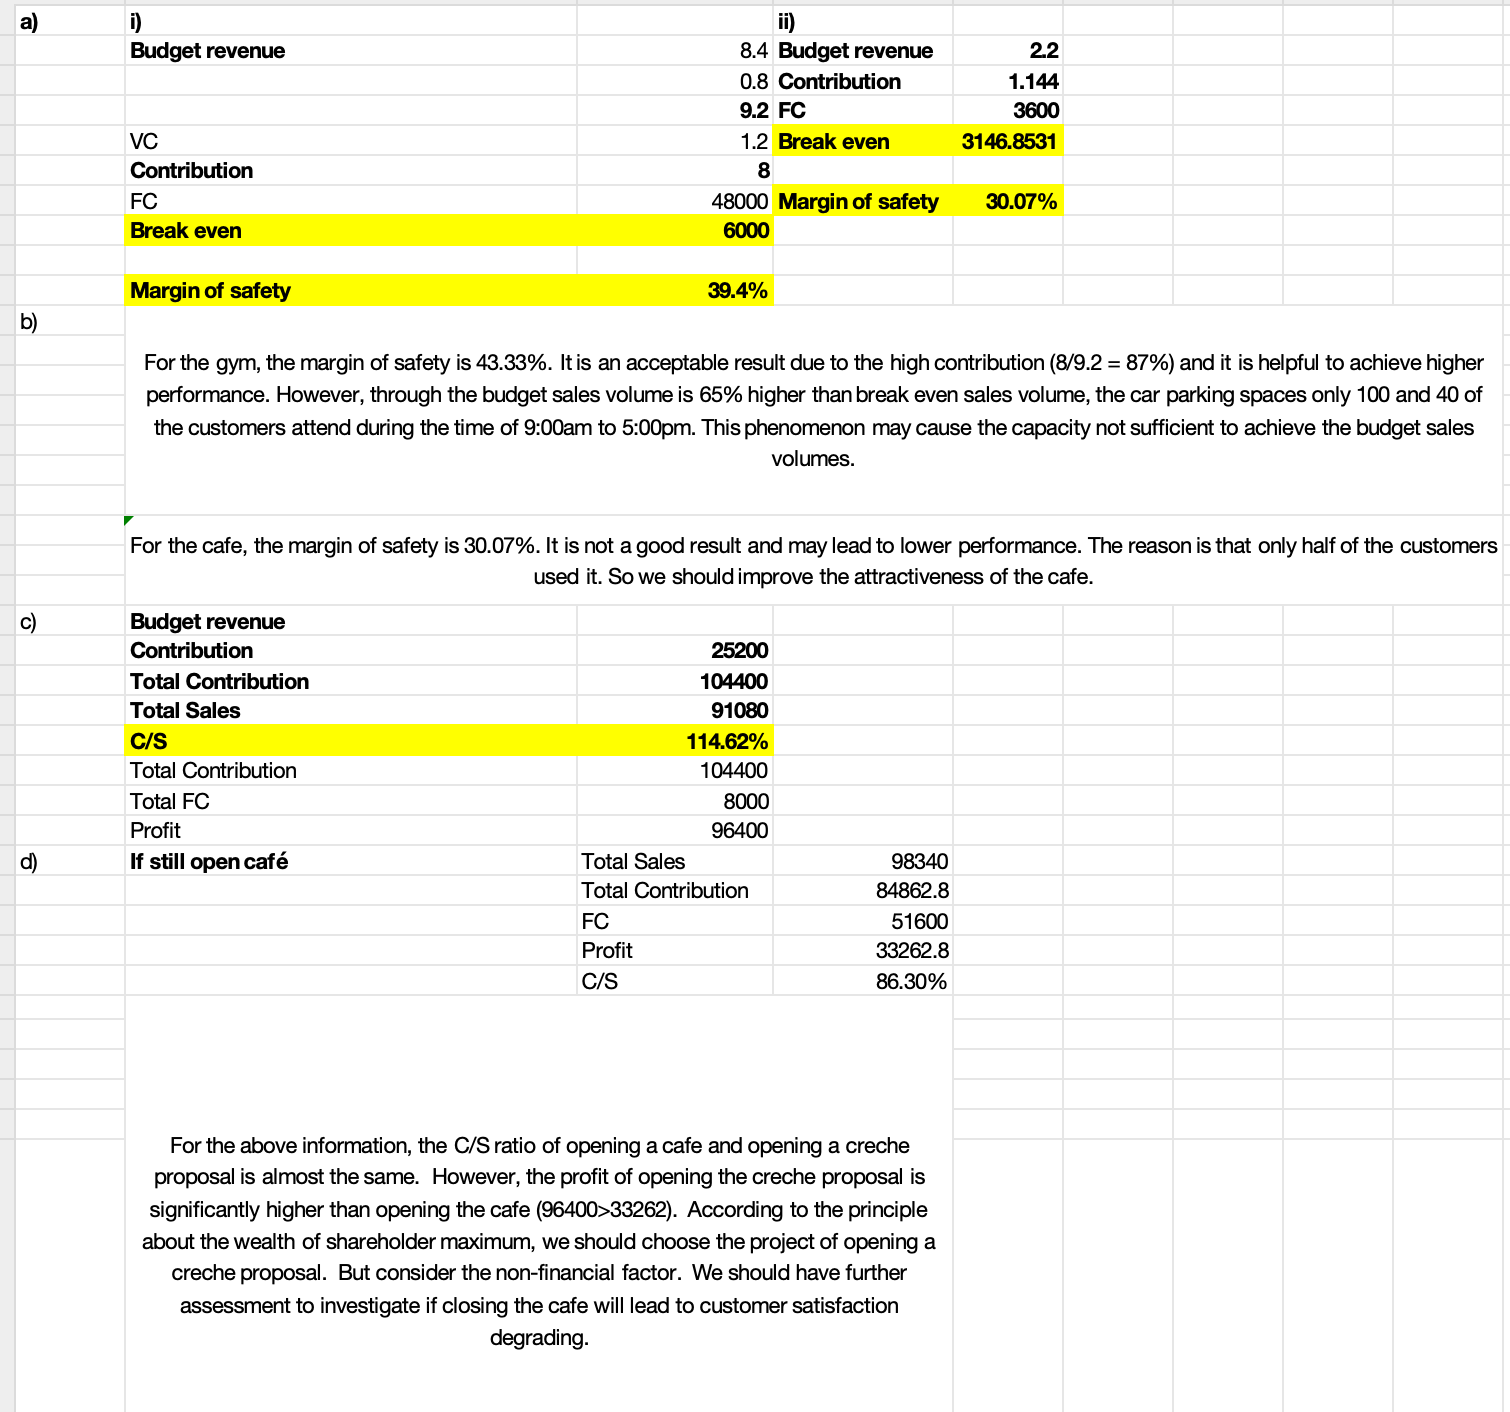 a) i) ii)
Budget revenue 8.4 Budget revenue 2.2
0.8 Contribution 1.144
9.2 FC 3600
VC 1.2 Break even 3146.8531
Contribution 8
FC 48000 Margin of safety 30.07%
Break even 6000
Margin of safety 39.4%
b)
For the gym, the margin of safety is 43.33%. It is an acceptable result due to the high contribution (8/9.2 = 87%) and it is helpful to achieve higher
performance. However, through the budget sales volume is 65% higher than break even sales volume, the car parking spaces only 100 and 40 of
the customers attend during the time of 9:00am to 5:00pm. This phenomenon may cause the capacity not sufficient to achieve the budget sales
volumes.
For the cafe, the margin of safety is 30.07%. It is not a good result and may lead to lower performance. The reason is that only half of the customers
used it. So we should improve the attractiveness of the cafe.
c) Budget revenue
Contribution 25200
Total Contribution 104400
Total Sales 91080
C/S 114.62%
Total Contribution 104400
Total FC 8000
Profit 96400
d) If still open café Total Sales 98340
Total Contribution 84862.8
FC 51600
Profit 33262.8
C/S 86.30%
For the above information, the C/S ratio of opening a cafe and opening a creche
proposal is almost the same. However, the profit of opening the creche proposal is
significantly higher than opening the cafe (96400>33262). According to the principle
about the wealth of shareholder maximum, we should choose the project of opening a
creche proposal. But consider the non-financial factor. We should have further
assessment to investigate if closing the cafe will lead to customer satisfaction
degrading.